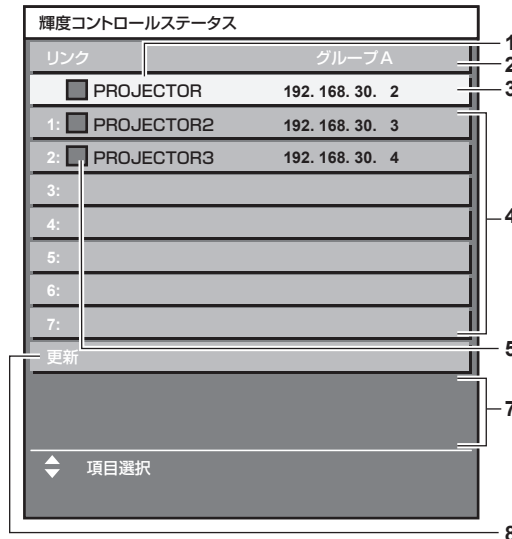 輝度コントロールステータス
リンク グループA
PROJECTOR 192. 168. 30. 2
1: PROJECTOR2 192. 168. 30. 3
2: PROJECTOR3 192. 168. 30. 4
3:
4:
5:
6:
7:
更新
項目選択
1
2
3
4
5
7
8